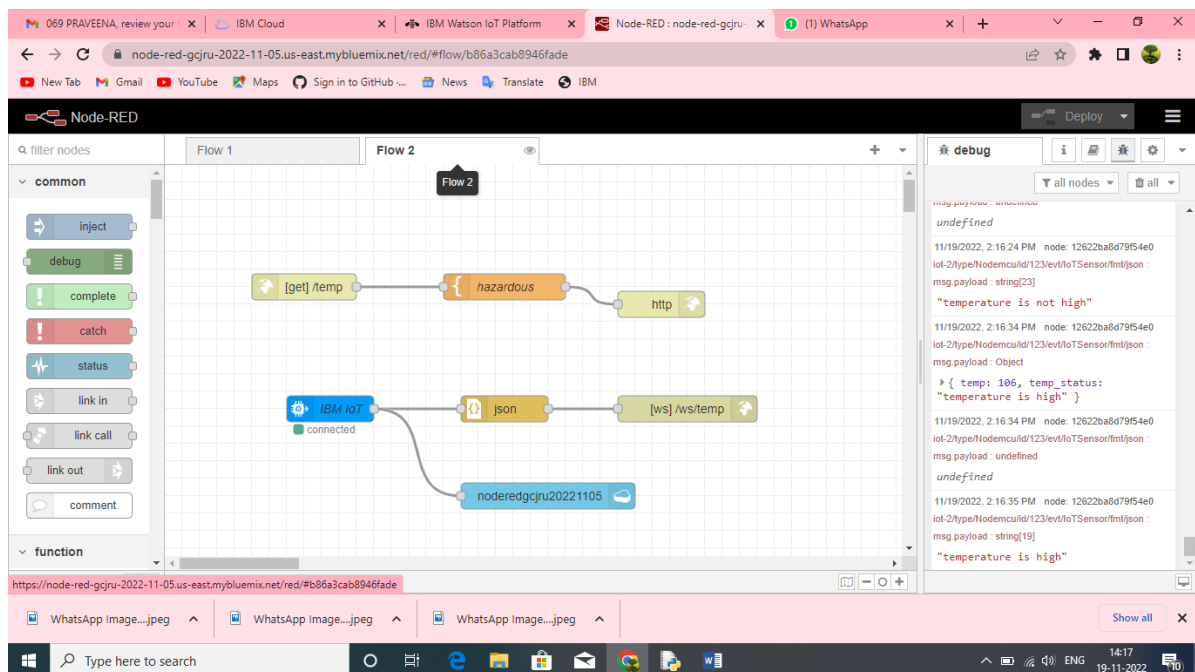 069 PRAVEENA, review your
IBM Cloud
IBM Watson IoT Platform
Node-RED : node-red-gcjru-
(1) WhatsApp
node-red-gcjru-2022-11-05.us-east.mybluemix.net/red/#flow/b86a3cab8946fade
New Tab
Gmail
YouTube
Maps
Sign in to GitHub -...
News
Translate
IBM
Node-RED
Deploy
filter nodes
Flow 1
Flow 2
debug
i
common
Flow 2
all nodes
all
inject
debug
complete
catch
status
link in
link call
link out
comment
function
[get] /temp
hazardous
http
IBM IoT
connected
json
[ws] /ws/temp
noderedgcjru20221105
msg.payload : undefined
undefined
11/19/2022, 2:16:24 PM node: 12622ba8d79f54e0
iot-2/type/Nodemcu/id/123/evt/IoTSensor/fmt/json :
msg.payload : string[23]
"temperature is not high"
11/19/2022, 2:16:34 PM node: 12622ba8d79f54e0
iot-2/type/Nodemcu/id/123/evt/IoTSensor/fmt/json :
msg.payload : Object
{ temp: 106, temp_status:
"temperature is high" }
11/19/2022, 2:16:34 PM node: 12622ba8d79f54e0
iot-2/type/Nodemcu/id/123/evt/IoTSensor/fmt/json :
msg.payload : undefined
undefined
11/19/2022, 2:16:35 PM node: 12622ba8d79f54e0
iot-2/type/Nodemcu/id/123/evt/IoTSensor/fmt/json :
msg.payload : string[19]
"temperature is high"
https://node-red-gcjru-2022-11-05.us-east.mybluemix.net/red/#b86a3cab8946fade
WhatsApp Image....jpeg
WhatsApp Image....jpeg
WhatsApp Image....jpeg
Show all
Type here to search
ENG
14:17
19-11-2022
10